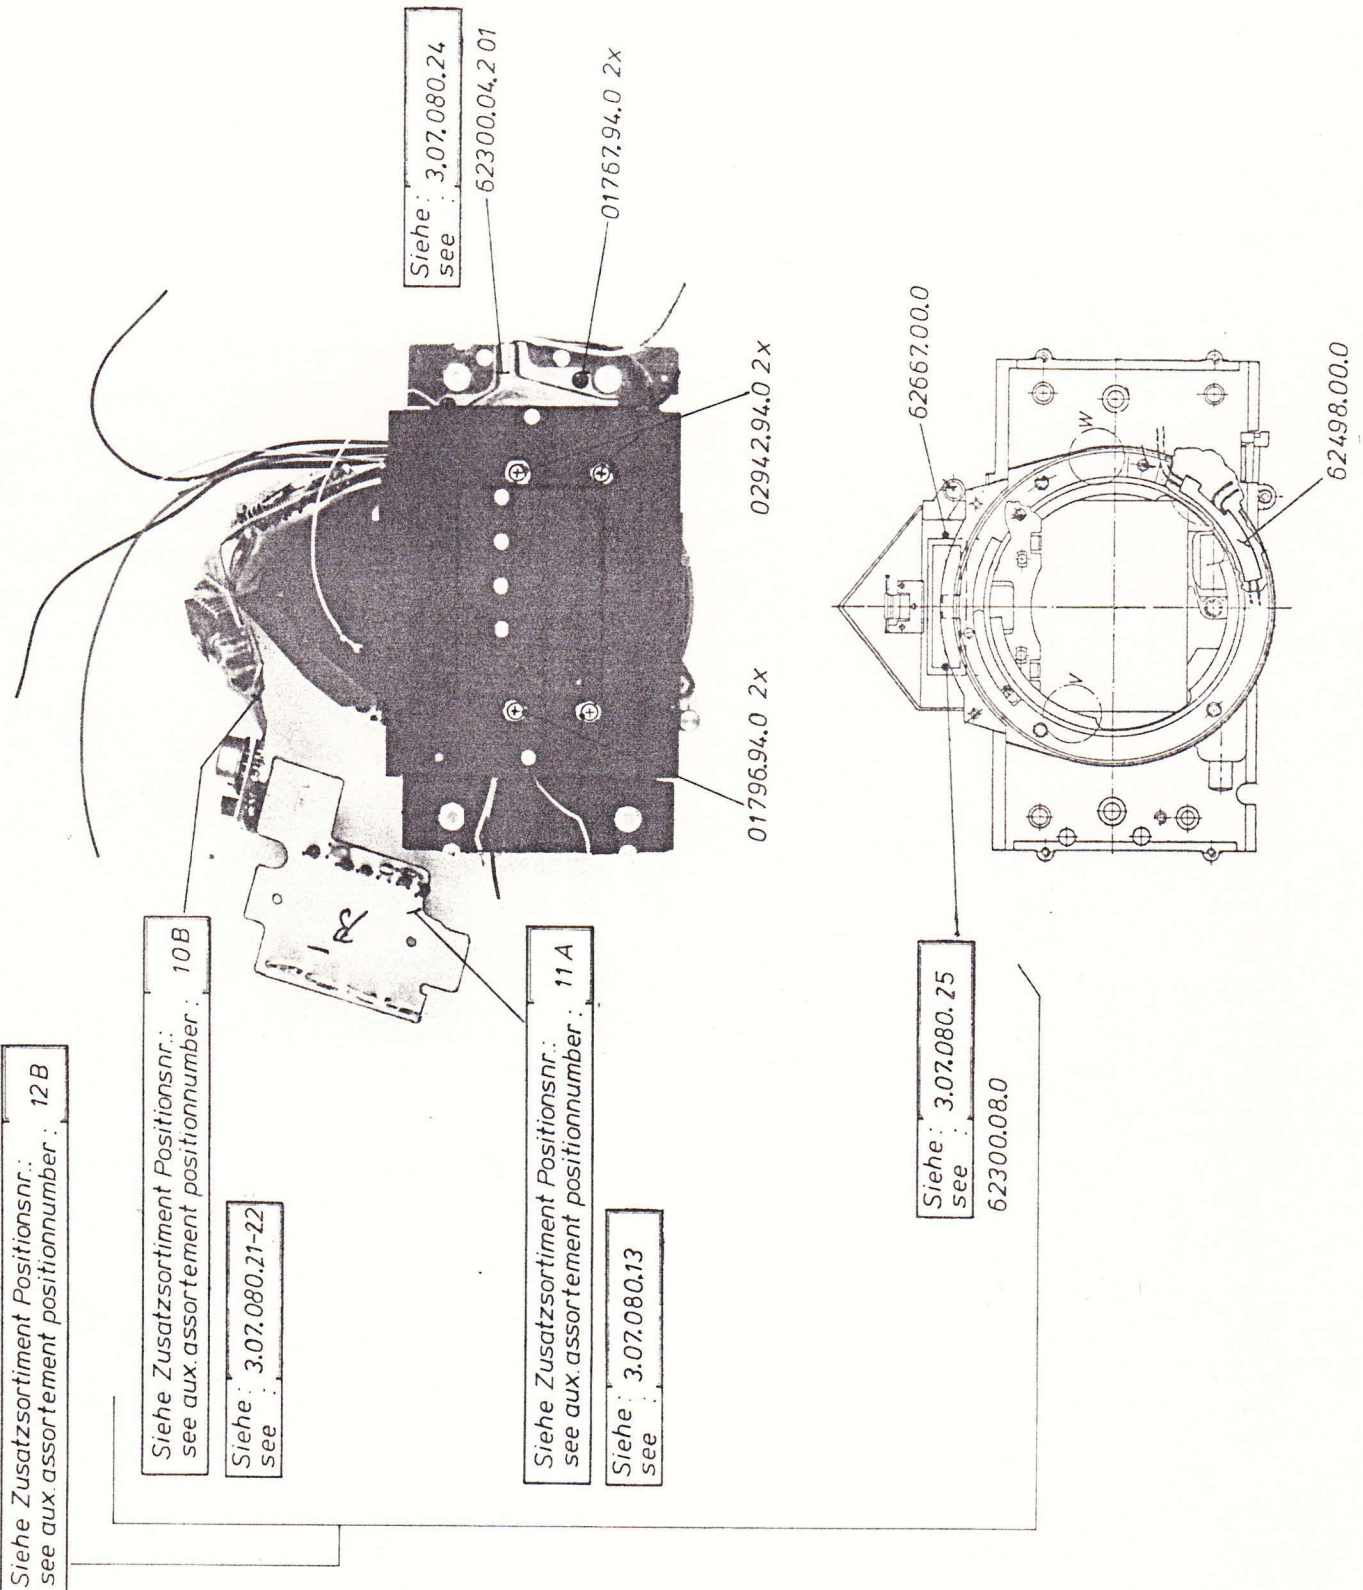 Siehe Zusatzsortiment Positionsnr.:
see aux. assortement positionnumber : 12 B
Siehe Zusatzsortiment Positionsnr.:
see aux. assortement positionnumber : 10 B
Siehe : 3.07.080.21-22
see :
Siehe Zusatzsortiment Positionsnr.:
see aux. assortement positionnumber : 11 A
Siehe : 3.07.080.13
see :
Siehe : 3.07.080.24
see :
62300.04.2 01
01767.94.0 2x
02942.94.0 2x
01796.94.0 2x
Siehe : 3.07.080.25
see :
62300.08.0
62667.00.0
62498.00.0
W
V